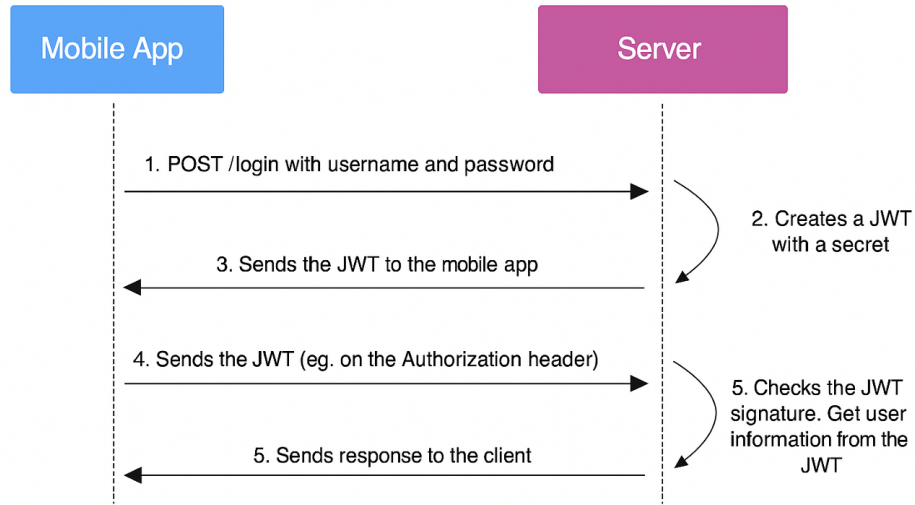 Mobile App
Server
1. POST /login with username and password
2. Creates a JWT
with a secret
3. Sends the JWT to the mobile app
4. Sends the JWT (eg. on the Authorization header)
5. Checks the JWT
signature. Get user
information from the
JWT
5. Sends response to the client